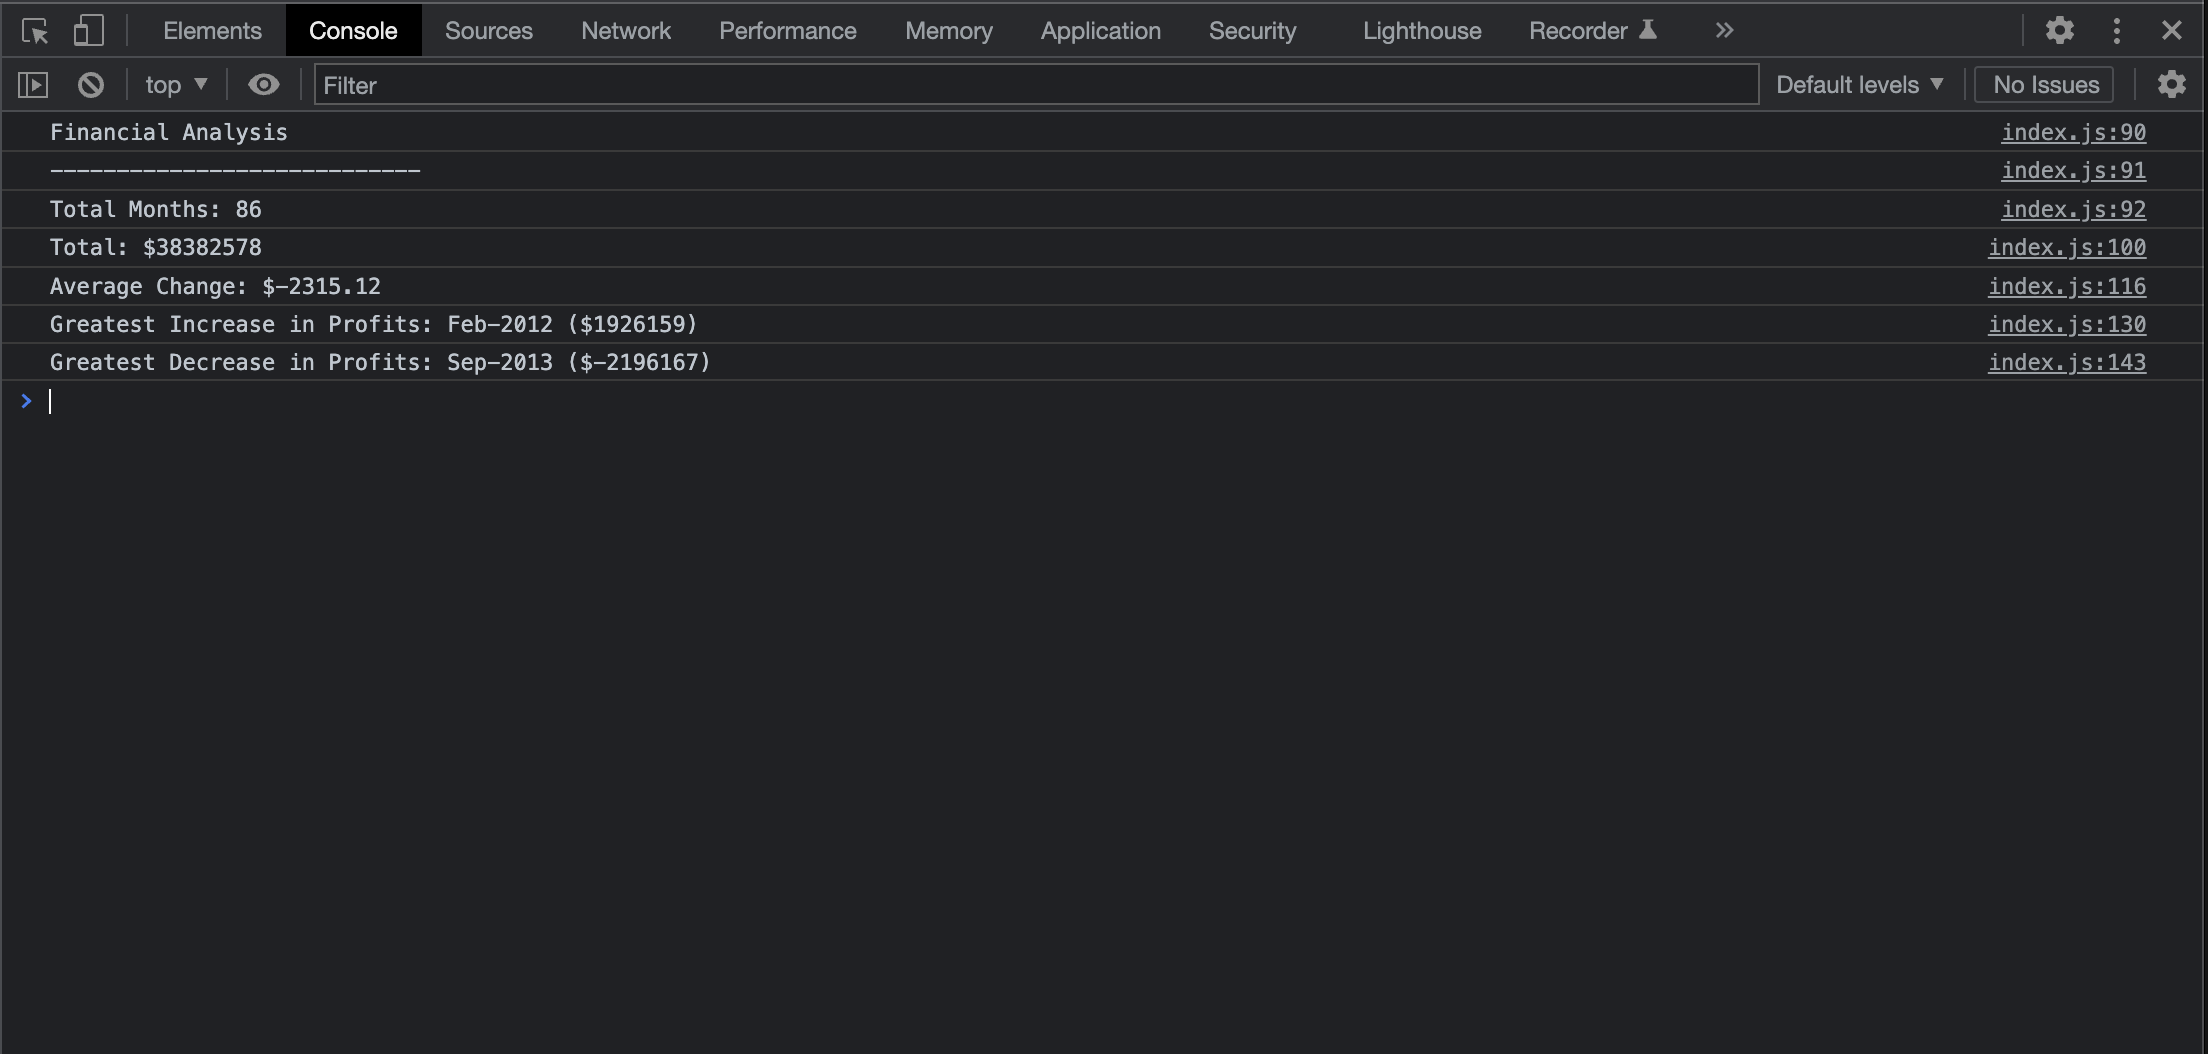 Elements Console Sources Network Performance Memory Application Security Lighthouse Recorder
top Filter Default levels No Issues
Financial Analysis index.js:90
---------------------------- index.js:91
Total Months: 86 index.js:92
Total: $38382578 index.js:100
Average Change: $-2315.12 index.js:116
Greatest Increase in Profits: Feb-2012 ($1926159) index.js:130
Greatest Decrease in Profits: Sep-2013 ($-2196167) index.js:143